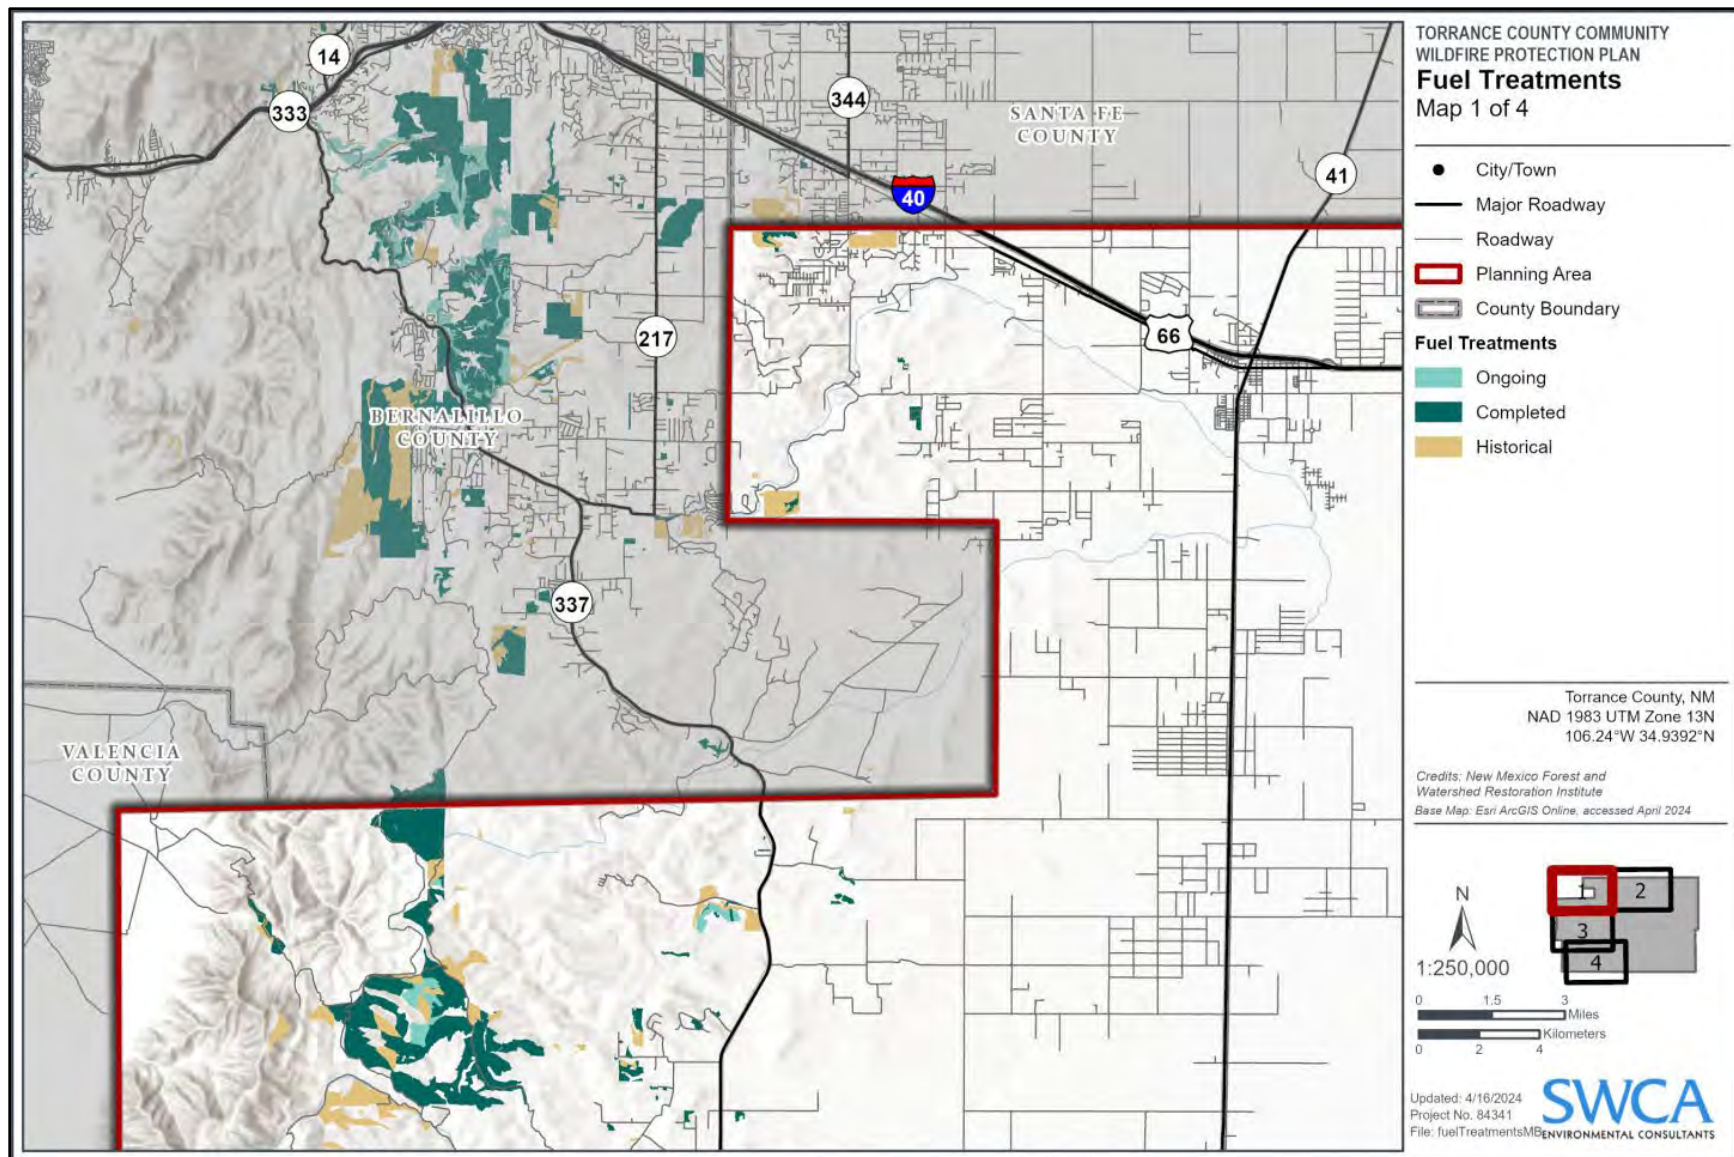 TORRANCE COUNTY COMMUNITY
WILDFIRE PROTECTION PLAN
Fuel Treatments
Map 1 of 4
City/Town
Major Roadway
Roadway
Planning Area
County Boundary
Fuel Treatments
Ongoing
Completed
Historical
Torrance County, NM
NAD 1983 UTM Zone 13N
106.24°W 34.9392°N
Credits: New Mexico Forest and
Watershed Restoration Institute
Base Map: Esri ArcGIS Online, accessed April 2024
1
2
3
4
N
1:250,000
0 1.5 3
Miles
Kilometers
0 2 4
Updated: 4/16/2024
Project No. 84341
File: fuelTreatmentsMB
SWCA
ENVIRONMENTAL CONSULTANTS
14
333
344
SANTA FE
COUNTY
41
40
217
66
BERNALILLO
COUNTY
337
VALENCIA
COUNTY